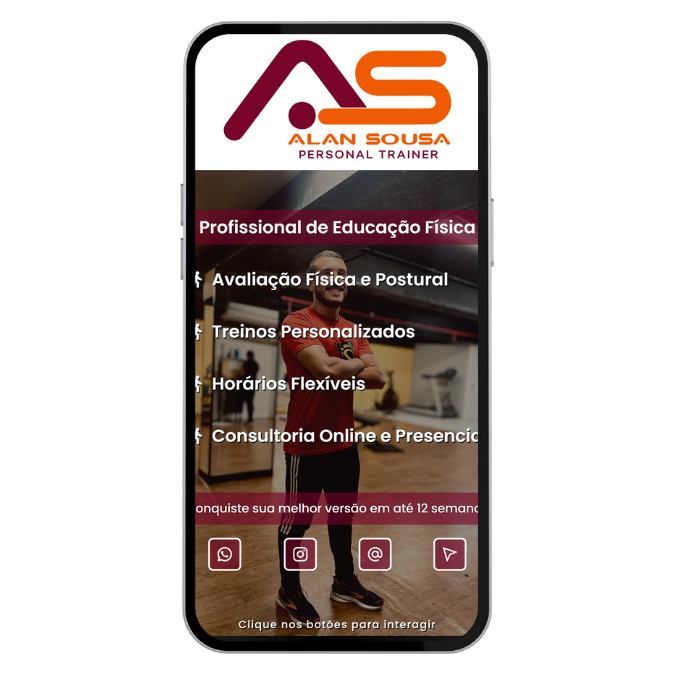 AS
ALAN SOUSA
PERSONAL TRAINER
Profissional de Educação Física
Avaliação Física e Postural
Treinos Personalizados
Horários Flexíveis
Consultoria Online e Presencia
onquiste sua melhor versão em até 12 seman
Clique nos botões para interagir